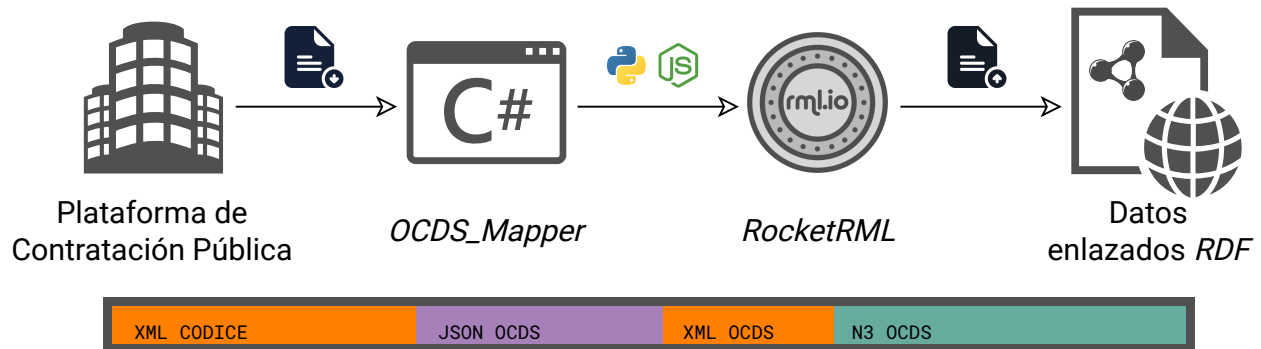 C#
JS
rml.io
Plataforma de
Contratación Pública
OCDS_Mapper
RocketRML
Datos
enlazados RDF
XML CODICE
JSON OCDS
XML OCDS
N3 OCDS